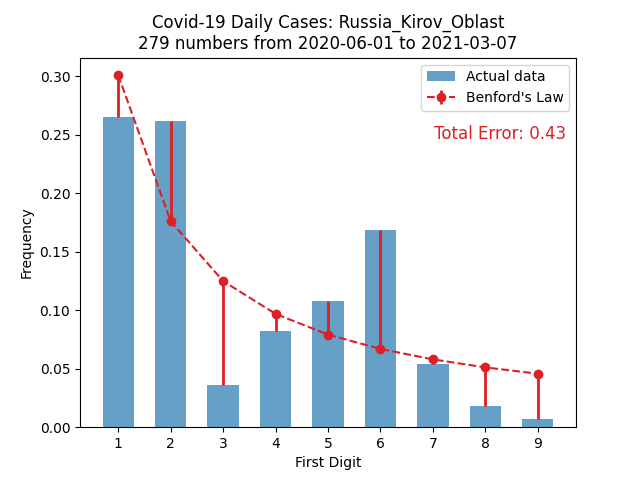 Covid-19 Daily Cases: Russia_Kirov_Oblast
279 numbers from 2020-06-01 to 2021-03-07
Actual data
Benford's Law
Total Error: 0.43
Frequency
0.30
0.25
0.20
0.15
0.10
0.05
0.00
1 2 3 4 5 6 7 8 9
First Digit